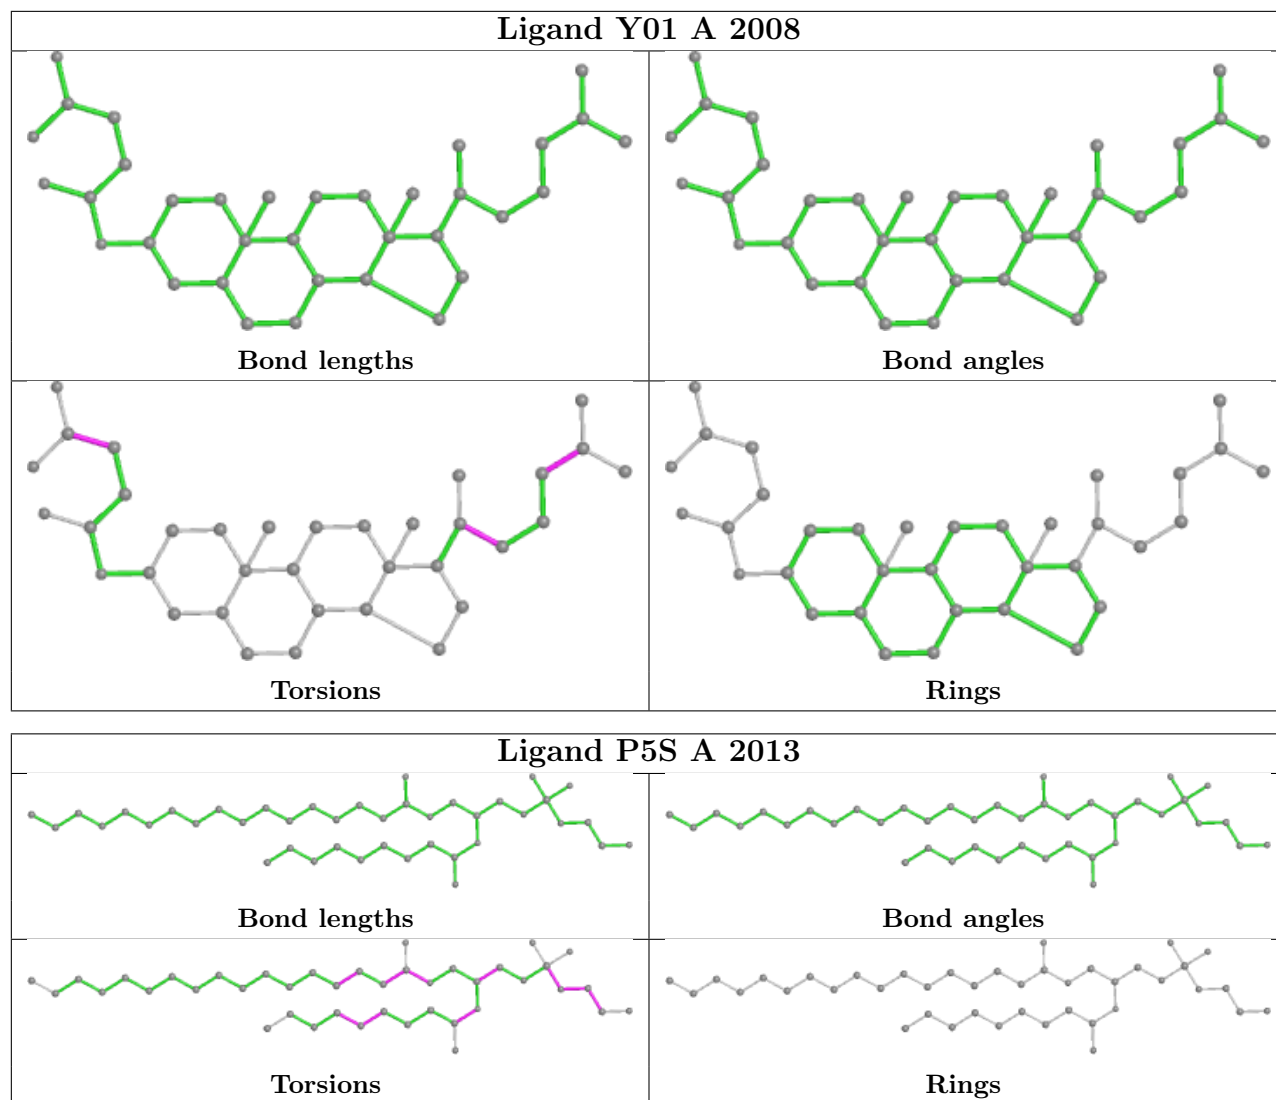 Ligand Y01 A 2008
Bond lengths
Bond angles
Torsions
Rings
Ligand P5S A 2013
Bond lengths
Bond angles
Torsions
Rings